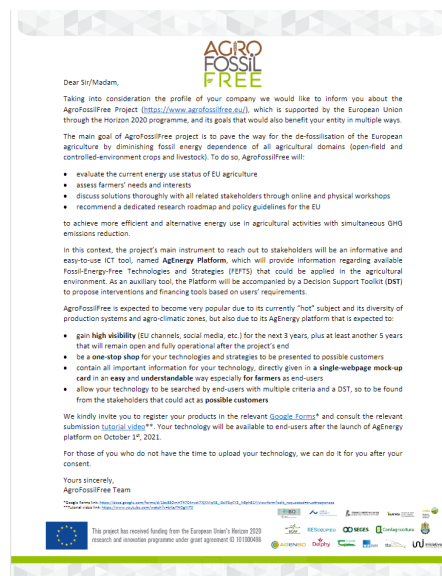 AGRO
FOSSIL
FREE
Dear Sir/Madam,
Taking into consideration the profile of your company we would like to inform you about the
AgroFossilFree Project (https://www.agrofossilfree.eu/), which is supported by the European Union
through the Horizon 2020 programme, and its goals that would also benefit your entity in multiple ways.
The main goal of AgroFossilFree project is to pave the way for the de-fossilisation of the European
agriculture by diminishing fossil energy dependence of all agricultural domains (open-field and
controlled-environment crops and livestock). To do so, AgroFossilFree will:
• evaluate the current energy use status of EU agriculture
• assess farmers' needs and interests
• discuss solutions thoroughly with all related stakeholders through online and physical workshops
• recommend a dedicated research roadmap and policy guidelines for the EU
to achieve more efficient and alternative energy use in agricultural activities with simultaneous GHG
emissions reduction.
In this context, the project's main instrument to reach out to stakeholders will be an informative and
easy-to-use ICT tool, named AgEnergy Platform, which will provide information regarding available
Fossil-Energy-Free Technologies and Strategies (FEFTS) that could be applied in the agricultural
environment. As an auxiliary tool, the Platform will be accompanied by a Decision Support Toolkit (DST)
to propose interventions and financing tools based on users' requirements.
AgroFossilFree is expected to become very popular due to its currently "hot" subject and its diversity of
production systems and agro-climatic zones, but also due to its AgEnergy platform that is expected to:
• gain high visibility (EU channels, social media, etc.) for the next 3 years, plus at least another 5 years
that will remain open and fully operational after the project's end
• be a one-stop shop for your technologies and strategies to be presented to possible customers
• contain all important information for your technology, directly given in a single-webpage mock-up
card in an easy and understandable way especially for farmers as end-users
• allow your technology to be searched by end-users with multiple criteria and a DST, so to be found
from the stakeholders that could act as possible customers
We kindly invite you to register your products in the relevant Google Forms* and consult the relevant
submission tutorial video**. Your technology will be available to end-users after the launch of AgEnergy
platform on October 1st, 2021.
For those of you who do not have the time to upload your technology, we can do it for you after your
consent.
Yours sincerely,
AgroFossilFree Team
*Google forms link:
**Tutorial video link:
This project has received funding from the European Union's Horizon 2020
research and innovation programme under grant agreement ID 101000496
RESCOOP.EU
SEGES
Confagricoltura
AGENSO
Delphy
iniciativas